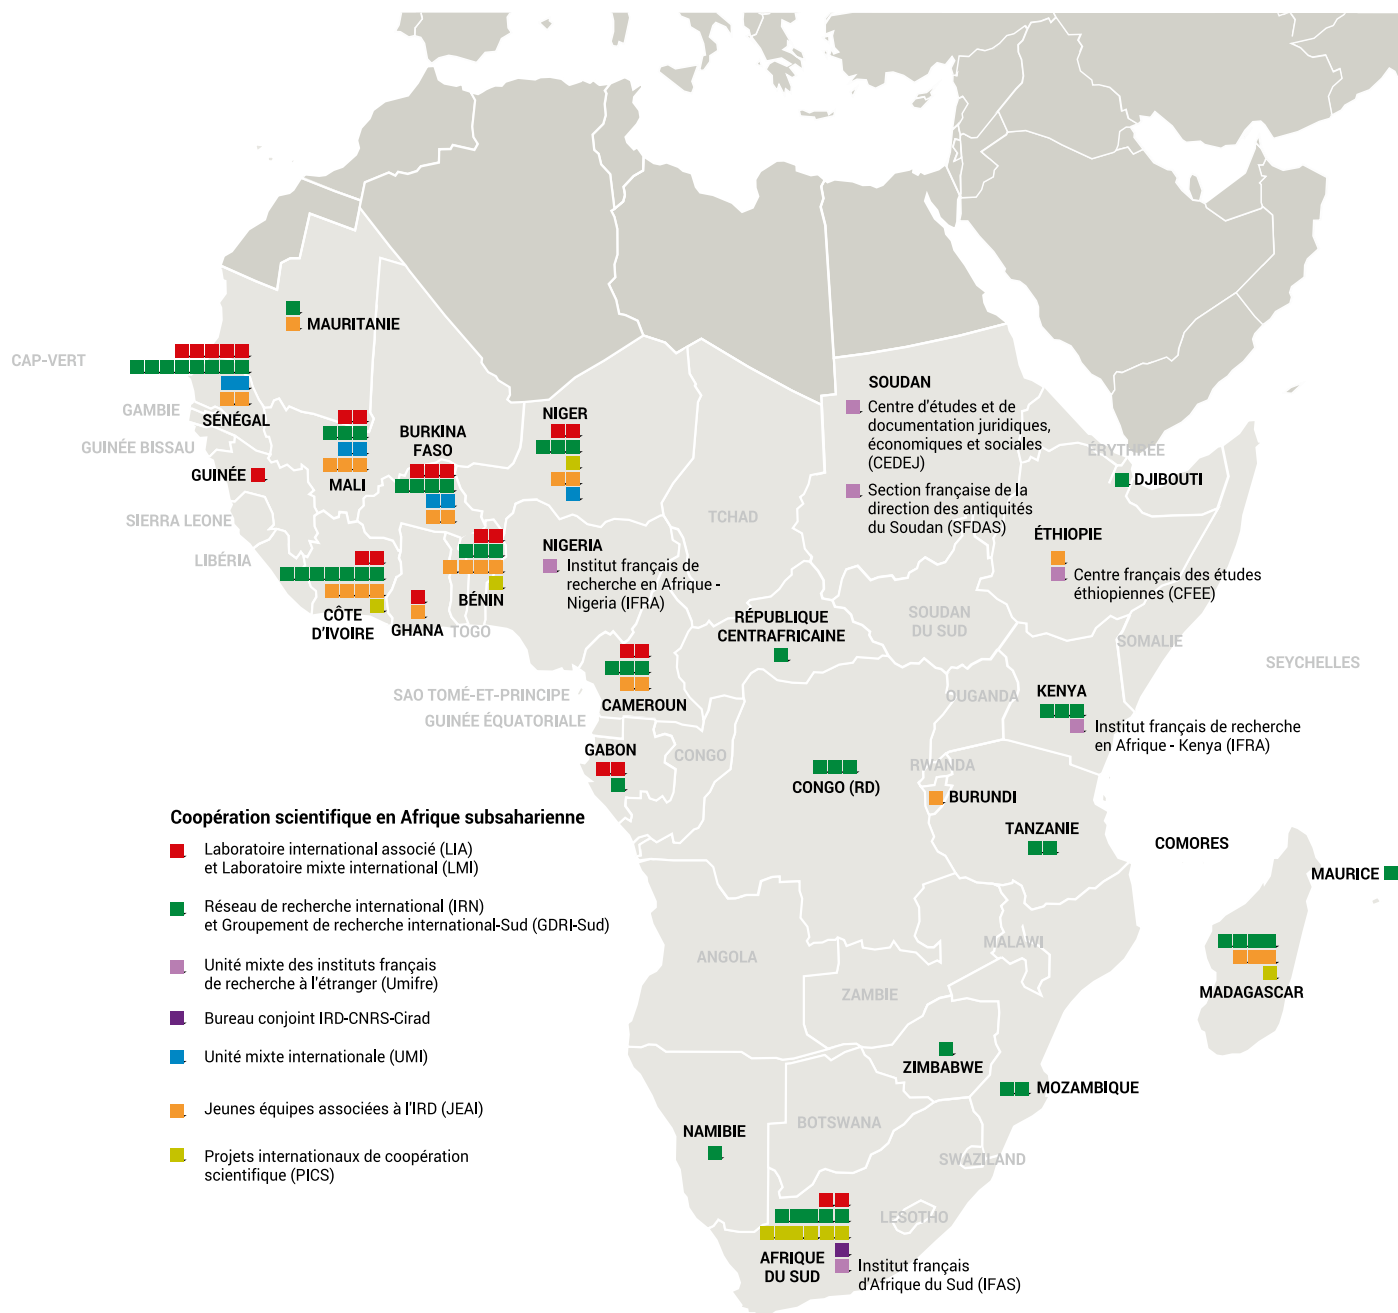 MAURITANIE
CAP-VERT
SOUDAN
Centre d'études et de
documentation juridiques,
économiques et sociales
(CEDEJ)
Section française de la
direction des antiquités
du Soudan (SFDAS)
GAMBIE
SÉNÉGAL
NIGER
BURKINA
FASO
GUINÉE BISSAU
ÉRYTHRÉE
GUINÉE
MALI
DJIBOUTI
SIERRA LEONE
TCHAD
ÉTHIOPIE
Centre français des études
éthiopiennes (CFEE)
LIBÉRIA
NIGERIA
Institut français de
recherche en Afrique -
Nigeria (IFRA)
BÉNIN
CÔTE
D'IVOIRE
GHANA
TOGO
RÉPUBLIQUE
CENTRAFRICAINE
SOUDAN
DU SUD
SOMALIE
SEYCHELLES
SAO TOMÉ-ET-PRINCIPE
CAMEROUN
OUGANDA
KENYA
Institut français de recherche
en Afrique - Kenya (IFRA)
GUINÉE ÉQUATORIALE
GABON
CONGO
RWANDA
CONGO (RD)
BURUNDI
TANZANIE
COMORES
MAURICE
Coopération scientifique en Afrique subsaharienne
Laboratoire international associé (LIA)
et Laboratoire mixte international (LMI)
Réseau de recherche international (IRN)
et Groupement de recherche international-Sud (GDRI-Sud)
Unité mixte des instituts français
de recherche à l'étranger (Umifre)
Bureau conjoint IRD-CNRS-Cirad
Unité mixte internationale (UMI)
Jeunes équipes associées à l'IRD (JEAI)
Projets internationaux de coopération
scientifique (PICS)
ANGOLA
MALAWI
ZAMBIE
MADAGASCAR
ZIMBABWE
MOZAMBIQUE
BOTSWANA
NAMIBIE
SWAZILAND
LESOTHO
AFRIQUE
DU SUD
Institut français
d'Afrique du Sud (IFAS)